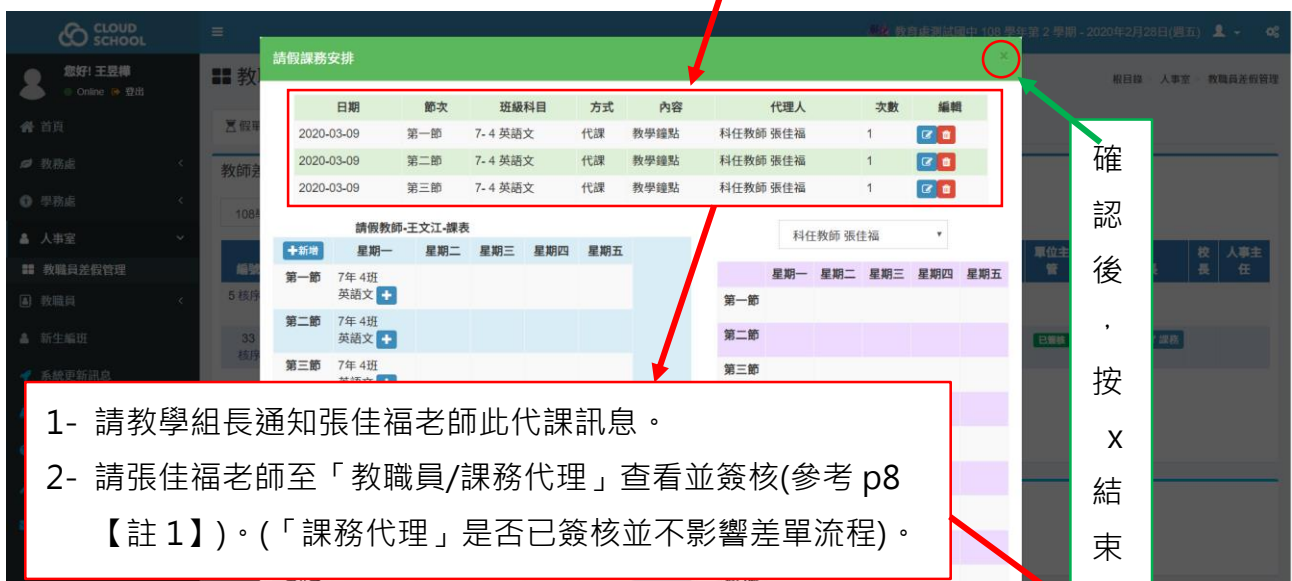 CLOUD
SCHOOL
教育處測試國中 108 學年第 2 學期 - 2020年2月28日(週五)
您好! 王昱樺
Online 登出
請假課務安排
×
根目錄 人事室 教職員差假管理
首頁
教務處
學務處
人事室
教職員差假管理
教職員
新生編班
系統更新訊息
日期 節次 班級科目 方式 內容 代理人 次數 編輯
2020-03-09 第一節 7- 4 英語文 代課 教學鐘點 科任教師 張佳福 1
2020-03-09 第二節 7- 4 英語文 代課 教學鐘點 科任教師 張佳福 1
2020-03-09 第三節 7- 4 英語文 代課 教學鐘點 科任教師 張佳福 1
請假教師-王文江-課表
科任教師 張佳福
+新增 星期一 星期二 星期三 星期四 星期五
第一節 7年 4班
英語文 +
第二節 7年 4班
英語文 +
第三節 7年 4班
星期一 星期二 星期三 星期四 星期五
第一節
第二節
第三節
編號
5 核序
33
核序
單位主
管
校
長
人事主
任
已簽核
課務
確
認
後
，
按
x
結
束
1- 請教學組長通知張佳福老師此代課訊息。
2- 請張佳福老師至「教職員/課務代理」查看並簽核(參考 p8
【註 1】)。(「課務代理」是否已簽核並不影響差單流程)。